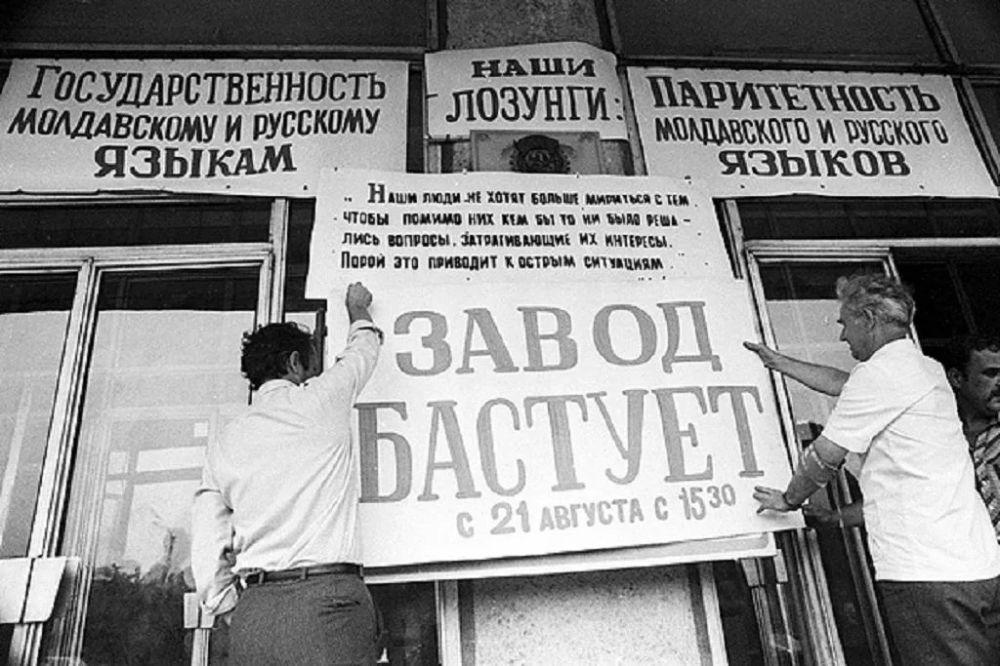 ГОСУДАРСТВЕННОСТЬ
МОЛДАВСКОМУ И РУССКОМУ
ЯЗЫКАМ
НАШИ
ЛОЗУНГИ:
ПАРИТЕТНОСТЬ
МОЛДАВСКОГО И РУССКОГО
ЯЗЫКОВ
„НАШИ ЛЮДИ НЕ ХОТЯТ БОЛЬШЕ МИРИТЬСЯ С ТЕМ
ЧТОБЫ ПОМИМО НИХ КЕМ БЫ ТО НИ БЫЛО РЕША-
ЛИСЬ ВОПРОСЫ, ЗАТРАГИВАЮЩИЕ ИХ ИНТЕРЕСЫ.
ПОРОЙ ЭТО ПРИВОДИТ К ОСТРЫМ СИТУАЦИЯМ"
ЗАВОД
БАСТУЕТ
С 21 АВГУСТА С 15 30